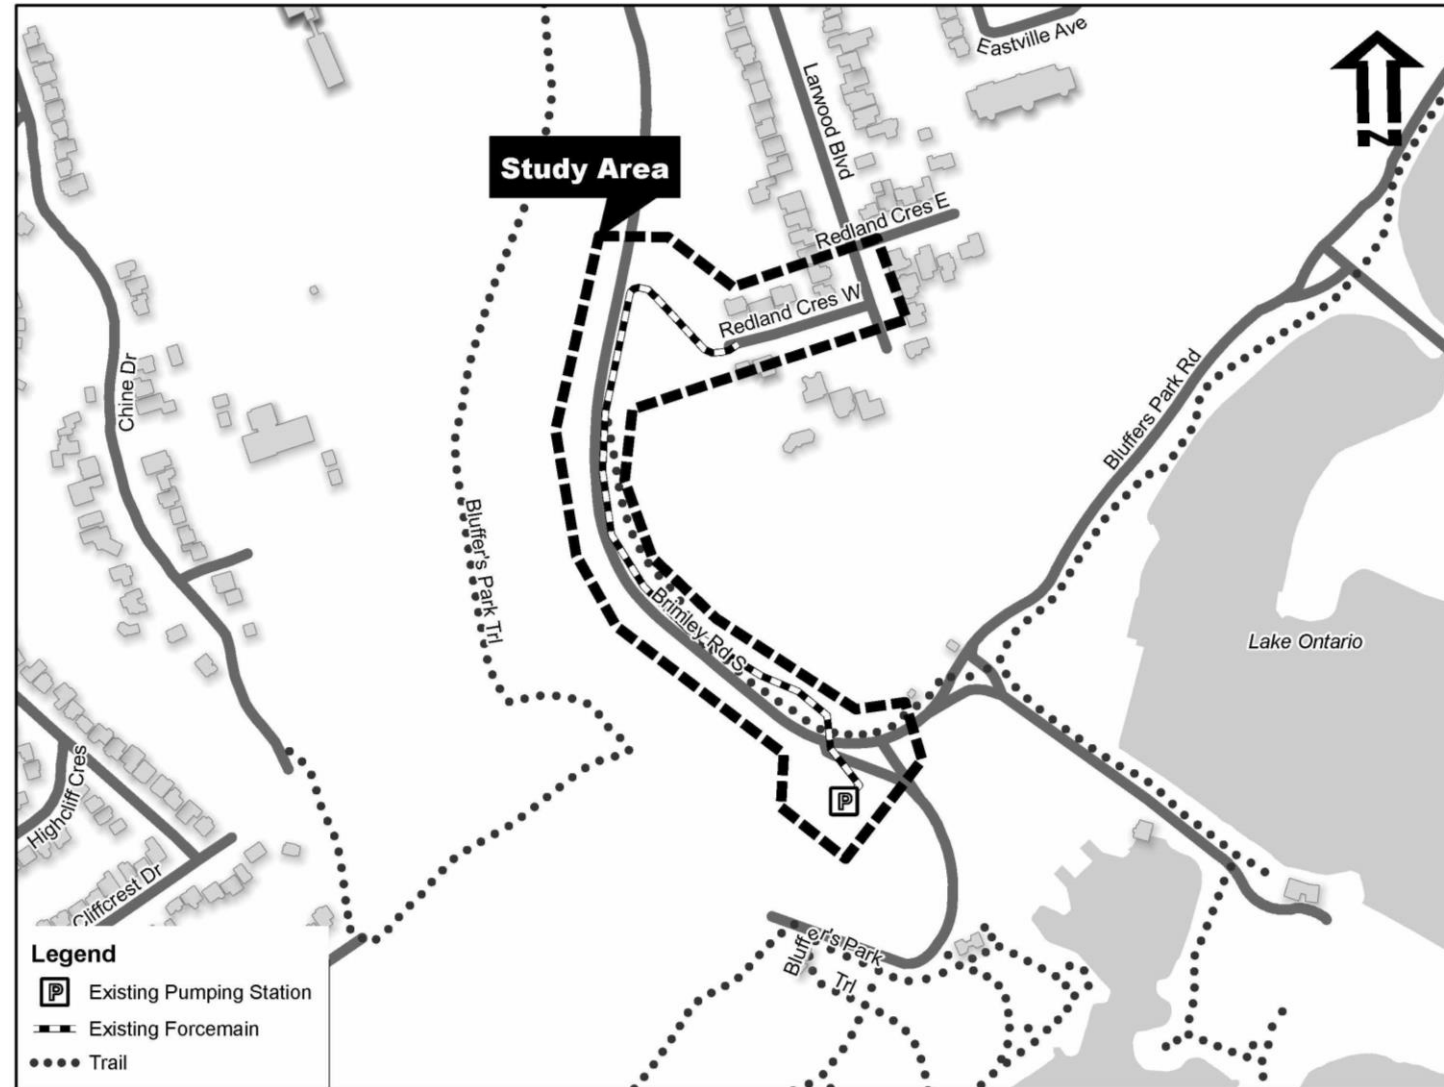 Eastville Ave
Larwood Blvd
N
Study Area
Redland Cres E
Redland Cres W
Chine Dr
Bluffers Park Rd
Bluffer's Park Trl
Brimley Rd S
Lake Ontario
Highcliff Cres
P
Cliffcrest Dr
Bluffer's Park
Trl
Legend
P Existing Pumping Station
Existing Forcemain
Trail